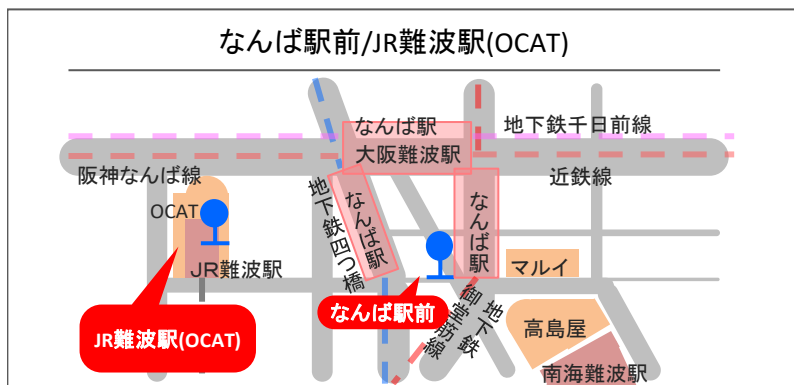 なんば駅前/JR難波駅(OCAT)
なんば駅
地下鉄千日前線
大阪難波駅
阪神なんば線
近鉄線
OCAT
地下鉄四つ橋
なんば駅
なんば駅
JR難波駅
マルイ
なんば駅前
地下鉄
御堂筋線
JR難波駅(OCAT)
高島屋
南海難波駅